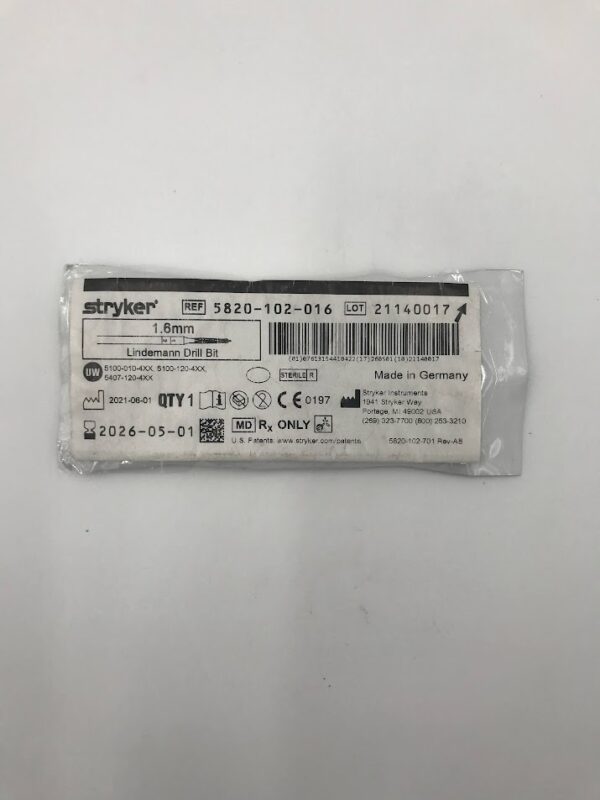 stryker REF 5820-102-016 LOT 21140017
1.6mm
Lindemann Drill Bit
UW 5100-010-4XX, 5100-120-4XX,
5407-120-4XX
STERILE R
Made in Germany
2021-06-01 QTY 1
CE 0197
Stryker Instruments
1941 Stryker Way
Portage, MI 49002 USA
(269) 323-7700 (800) 253-3210
2026-05-01
MD Rx ONLY
U.S. Patents: www.stryker.com/patents
5820-102-701 Rev-AB